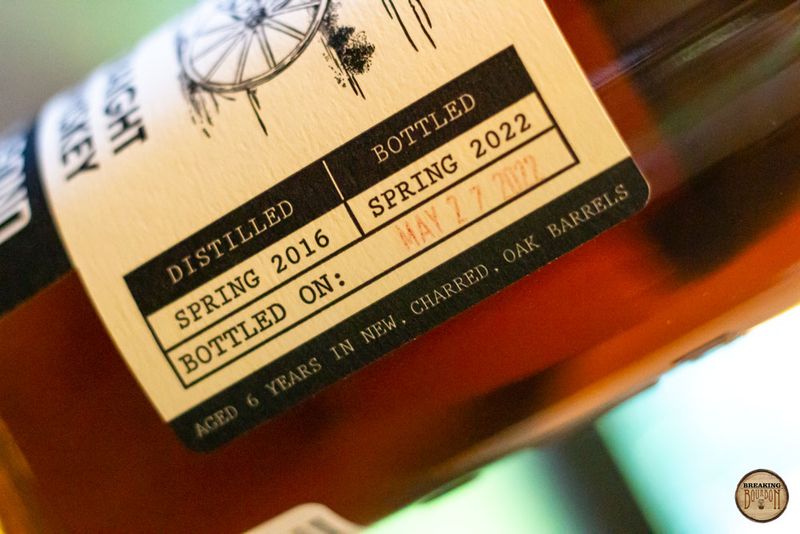 DISTILLED
BOTTLED
SPRING 2016
SPRING 2022
BOTTLED ON:
MAY 27 2022
AGED 6 YEARS IN NEW, CHARRED, OAK BARRELS
BREAKING
BOURBON